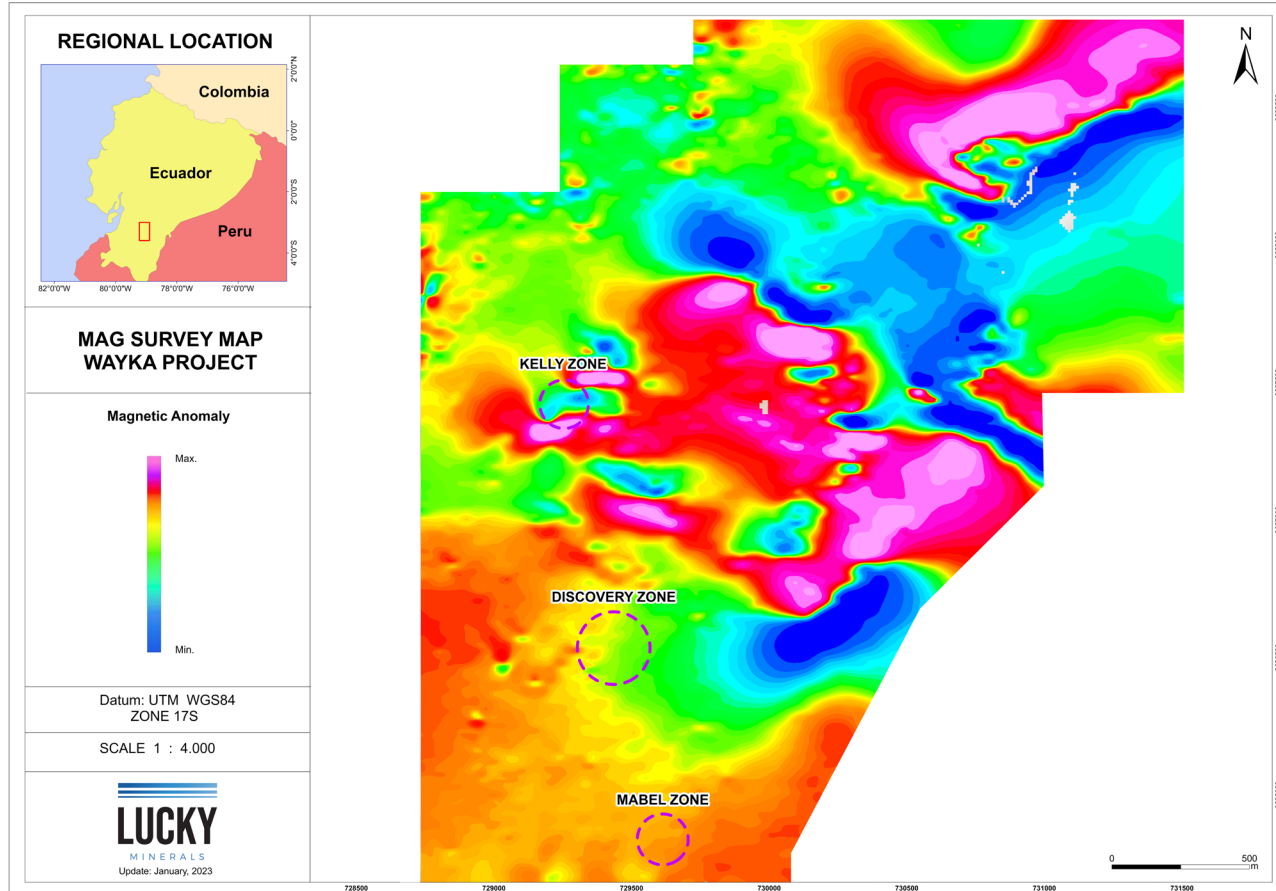 REGIONAL LOCATION
Colombia
Ecuador
Peru
2°0'0"N
0°0'0"
2°0'0"S
4°0'0"S
82°0'0"W
80°0'0"W
78°0'0"W
76°0'0"W
MAG SURVEY MAP
WAYKA PROJECT
Magnetic Anomaly
Max.
Min.
Datum: UTM WGS84
ZONE 17S
SCALE 1 : 4.000
LUCKY
MINERALS
Update: January, 2023
N
KELLY ZONE
DISCOVERY ZONE
MABEL ZONE
0
500
m
728500
729000
729500
730000
730500
731000
731500